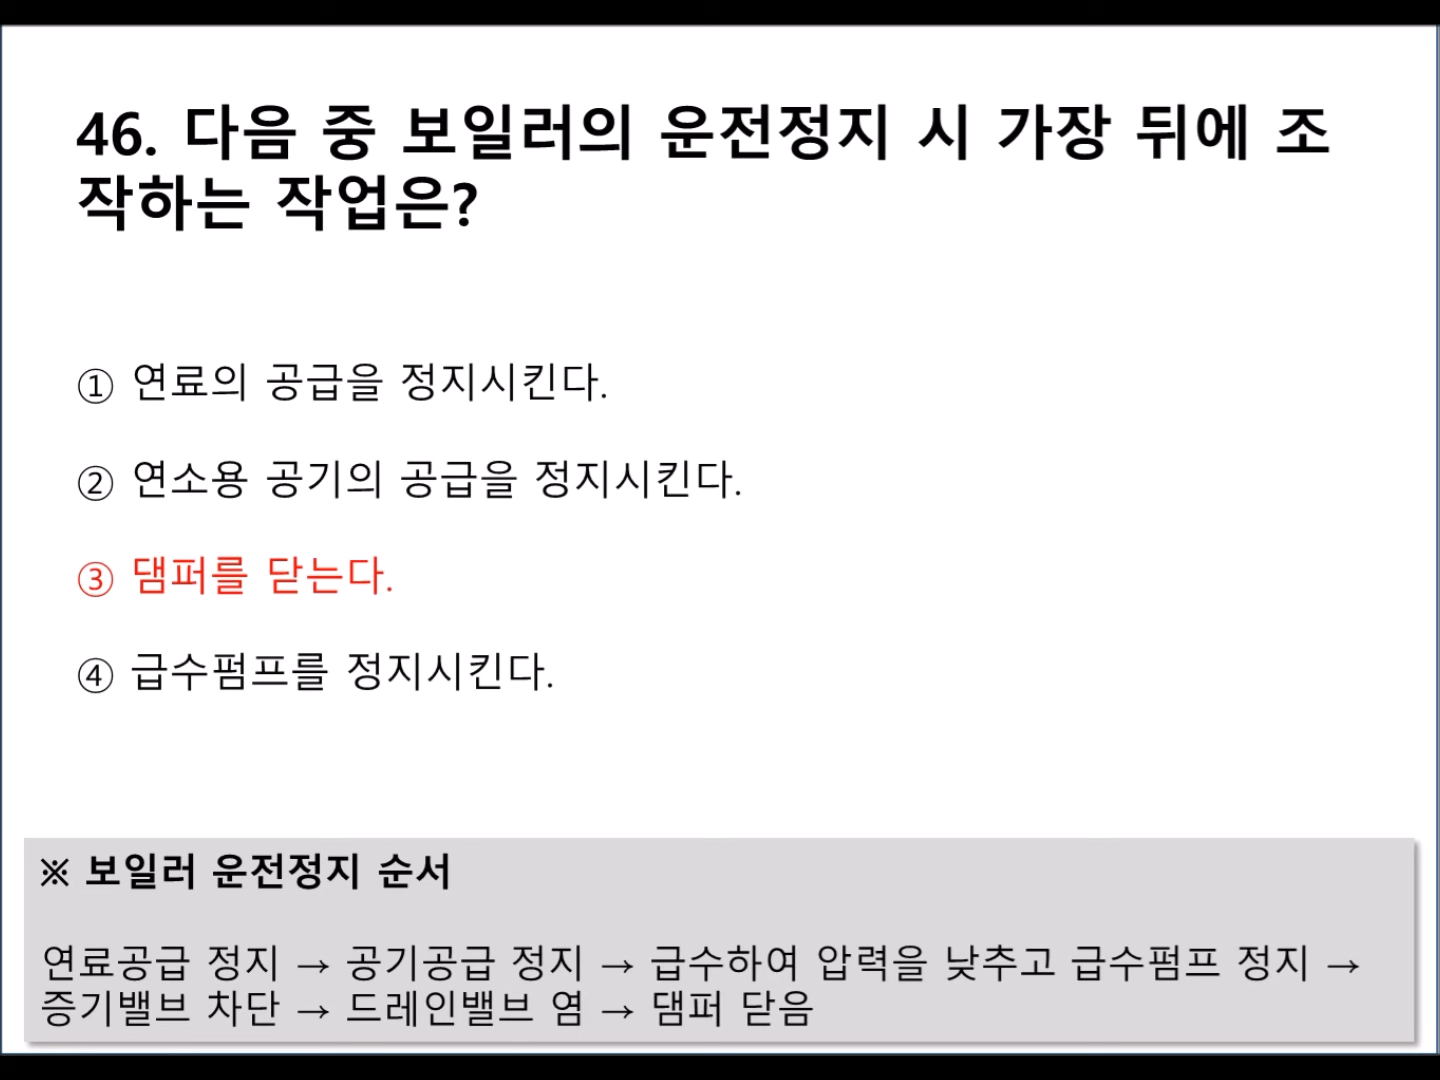 46. 다음 중 보일러의 운전정지 시 가장 뒤에 조
작하는 작업은?
① 연료의 공급을 정지시킨다.
② 연소용 공기의 공급을 정지시킨다.
③ 댐퍼를 닫는다.
④ 급수펌프를 정지시킨다.
※ 보일러 운전정지 순서
연료공급 정지 → 공기공급 정지 → 급수하여 압력을 낮추고 급수펌프 정지 →
증기밸브 차단 → 드레인밸브 염 → 댐퍼 닫음